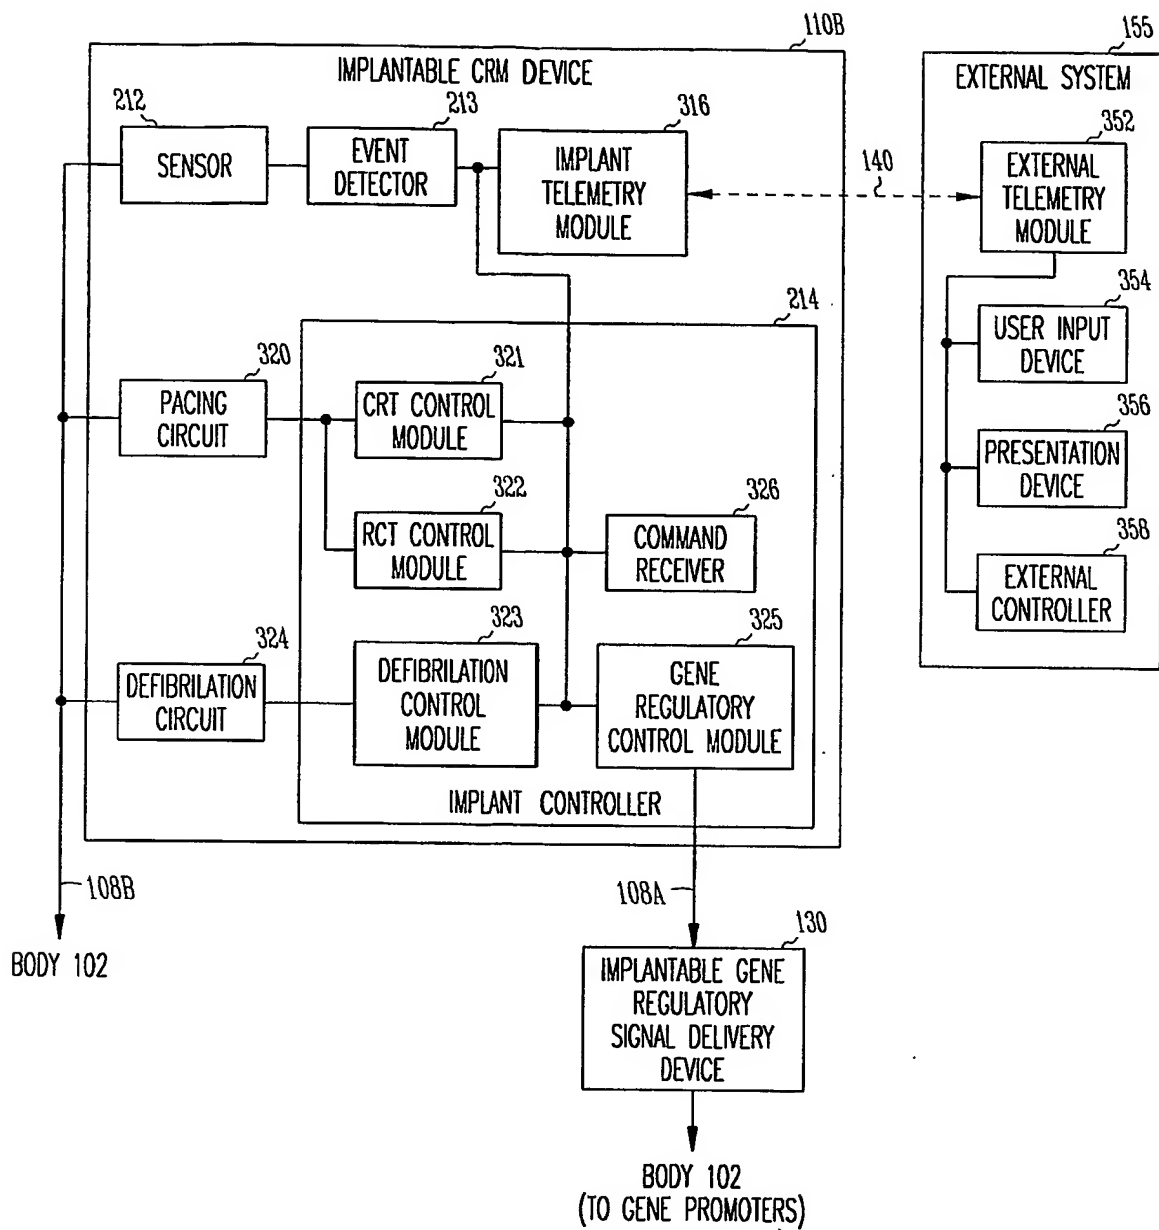 110B
155
IMPLANTABLE CRM DEVICE
EXTERNAL SYSTEM
212
213
316
352
SENSOR
EVENT
DETECTOR
IMPLANT
TELEMETRY
MODULE
140
EXTERNAL
TELEMETRY
MODULE
214
354
USER INPUT
DEVICE
320
321
PACING
CIRCUIT
CRT CONTROL
MODULE
356
PRESENTATION
DEVICE
322
326
RCT CONTROL
MODULE
COMMAND
RECEIVER
358
EXTERNAL
CONTROLLER
324
323
325
DEFIBRILATION
CIRCUIT
DEFIBRILATION
CONTROL
MODULE
GENE
REGULATORY
CONTROL MODULE
IMPLANT CONTROLLER
108B
108A
BODY 102
130
IMPLANTABLE GENE
REGULATORY
SIGNAL DELIVERY
DEVICE
BODY 102
(TO GENE PROMOTERS)